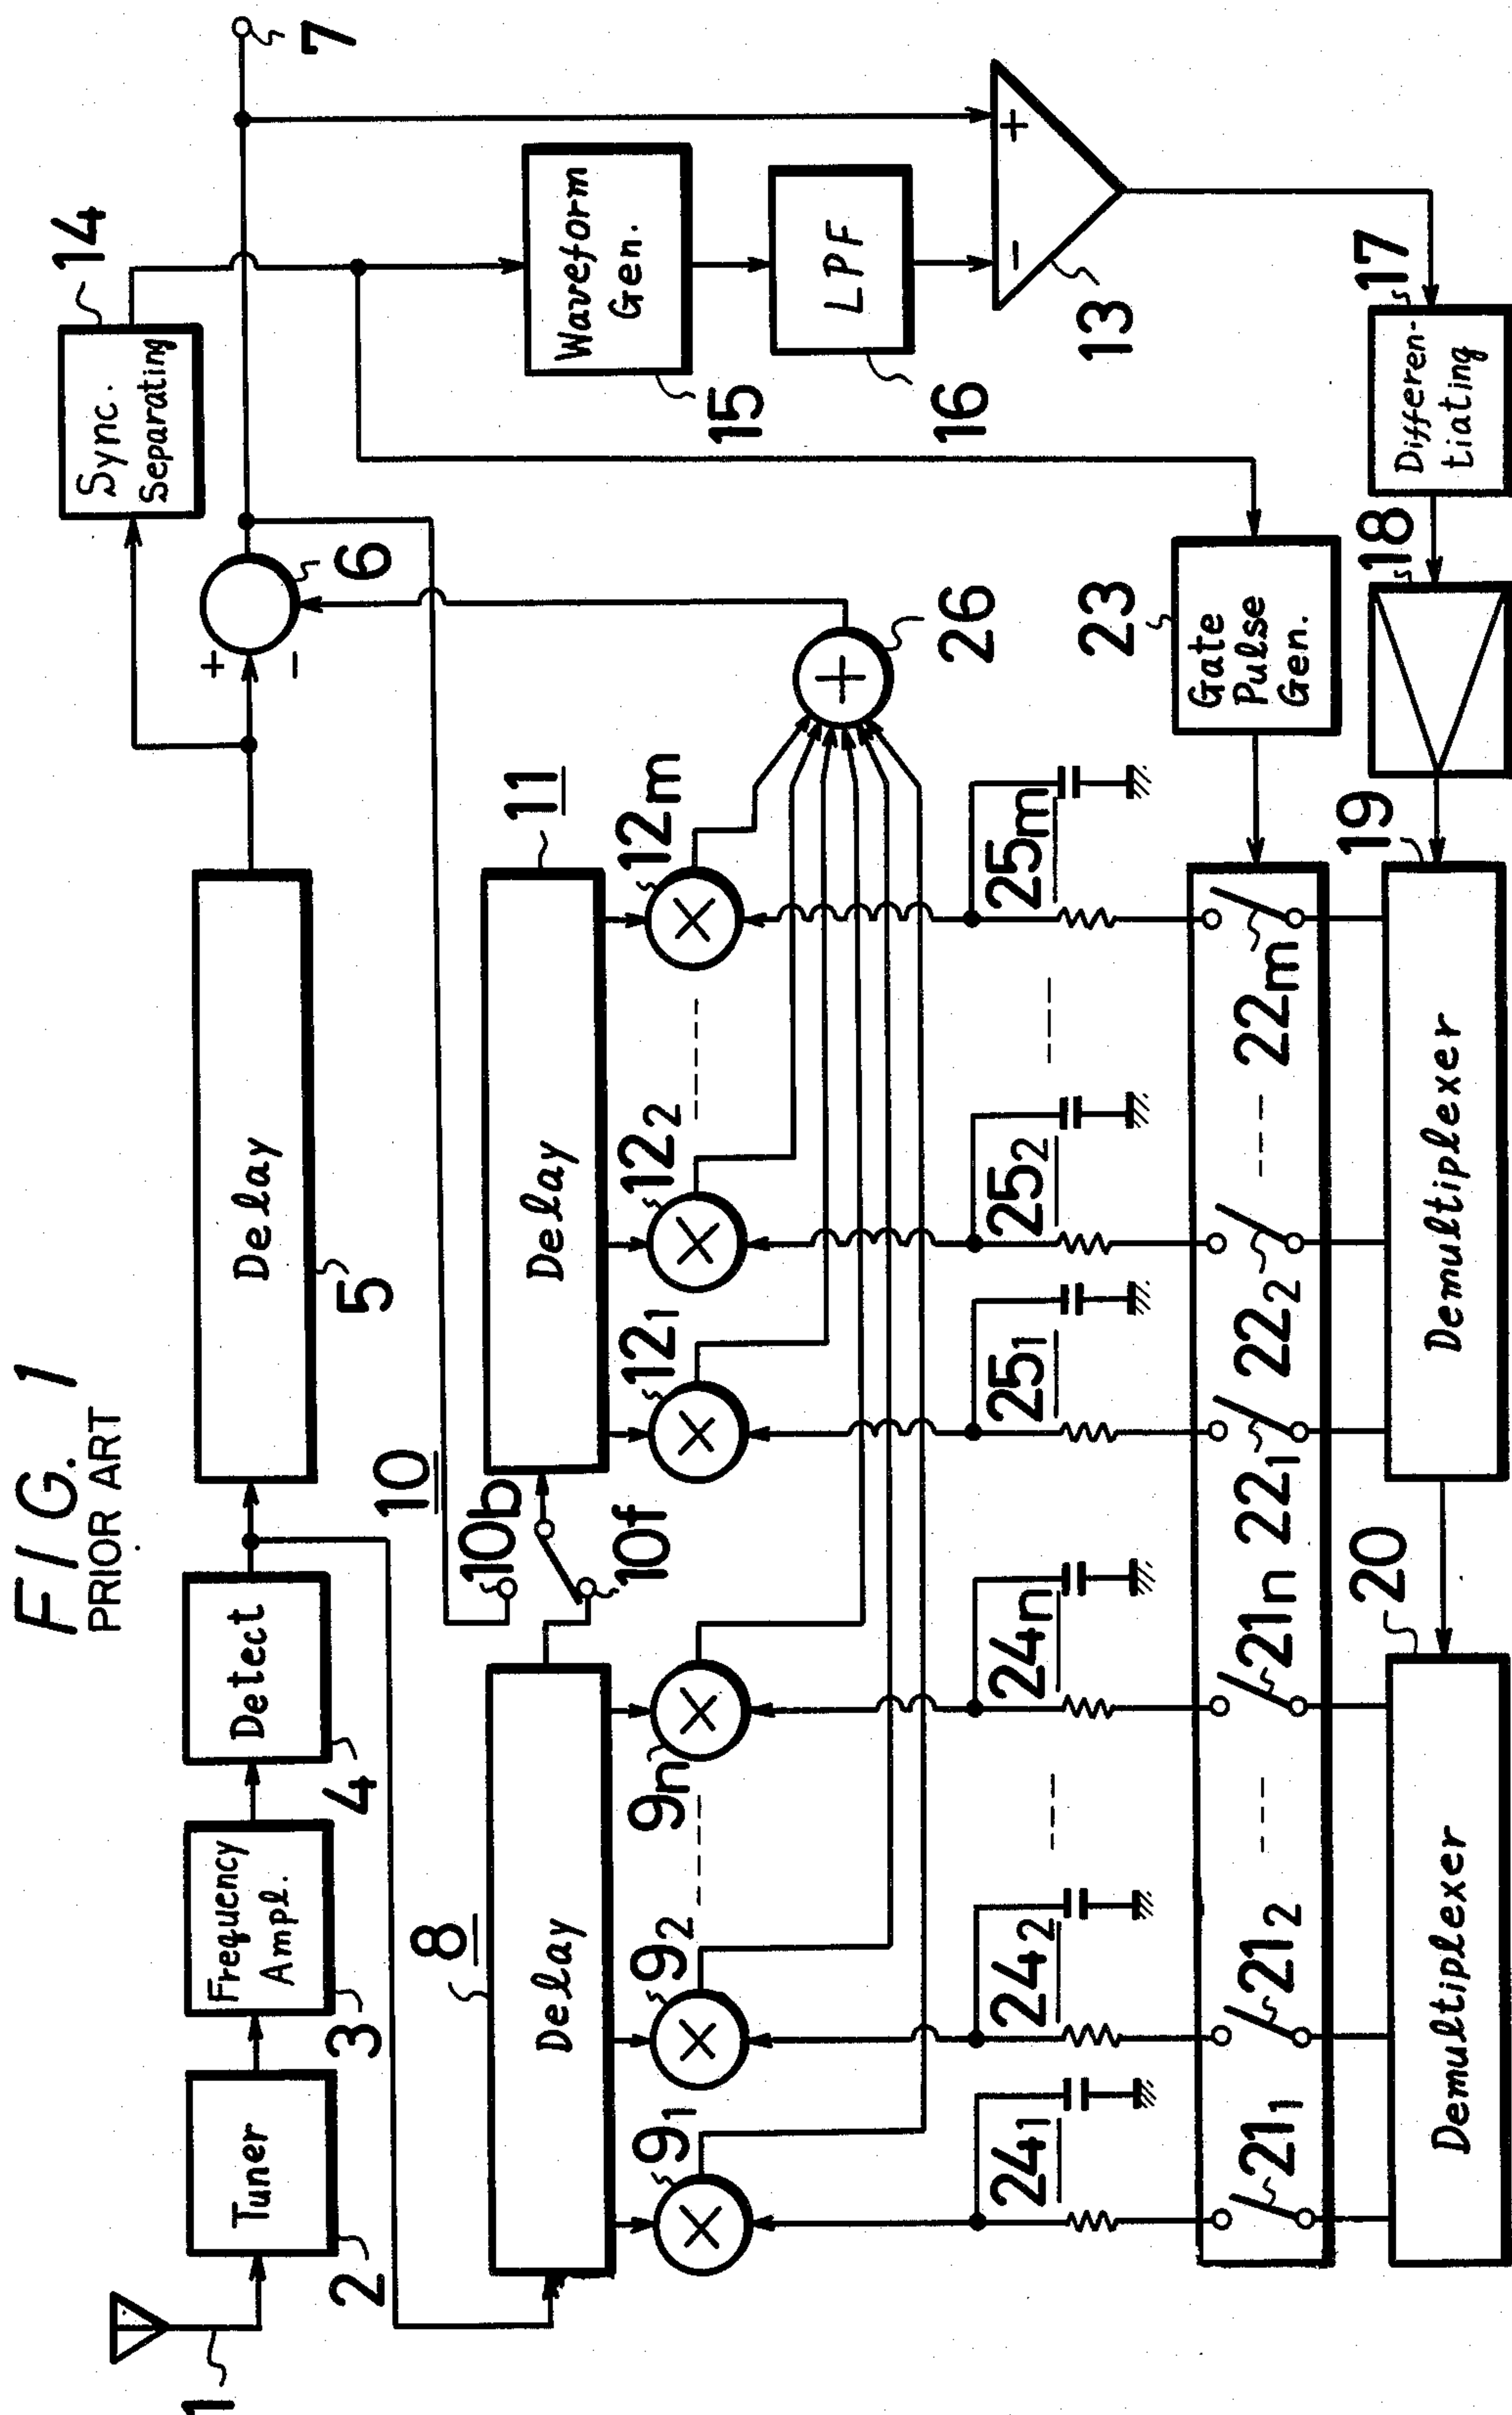 FIG. 1
PRIOR ART
1
Tuner
2
Frequency
Ampl.
3
Detect
4
Delay
5
+
−
6
Sync.
Separating
14
7
10
10b
10f
8
Delay
Delay
11
9₁
9₂
9n
12₁
12₂
12m
26
Waveform
Gen.
15
LPF
16
+
−
13
24₁
24₂
24n
25₁
25₂
25m
23
Gate
Pulse
Gen.
21₁
21₂
21n
22₁
22₂
22m
17
Differen-
tiating
18
19
Demultiplexer
20
Demultiplexer